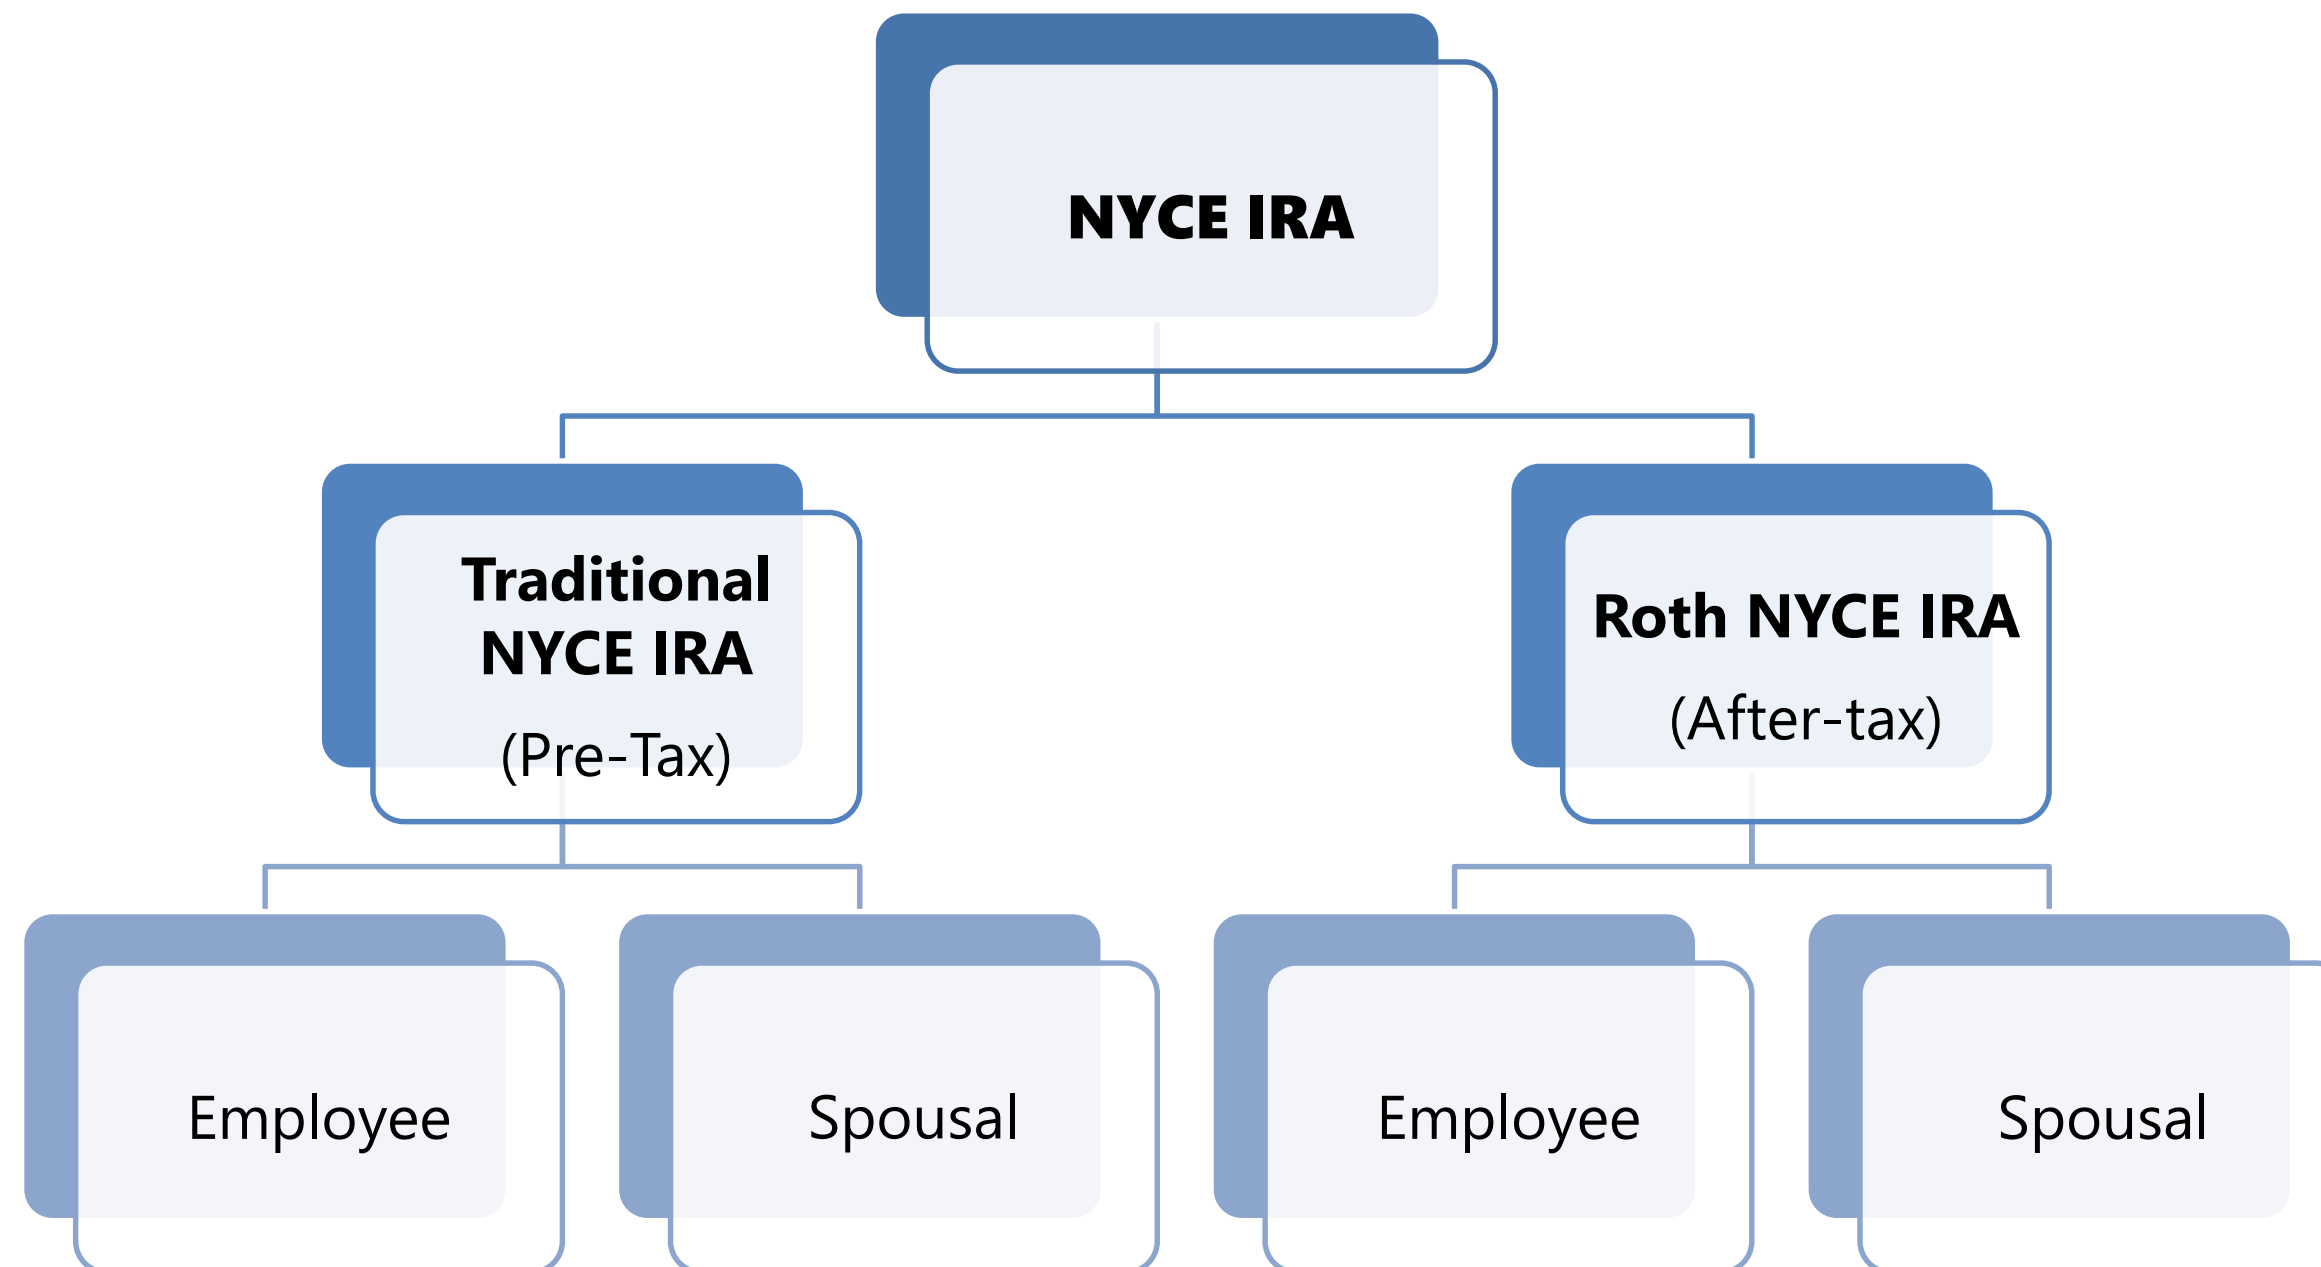 NYCE IRA
Traditional
NYCE IRA
(Pre-Tax)
Roth NYCE IRA
(After-tax)
Employee
Spousal
Employee
Spousal